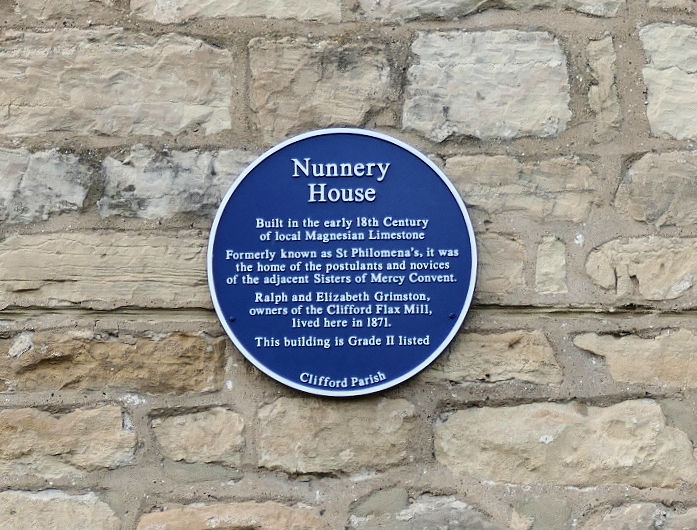 Nunnery
House
Built in the early 18th Century
of local Magnesian Limestone
Formerly known as St Philomena's, it was
the home of the postulants and novices
of the adjacent Sisters of Mercy Convent.
Ralph and Elizabeth Grimston,
owners of the Clifford Flax Mill,
lived here in 1871.
This building is Grade II listed
Clifford Parish